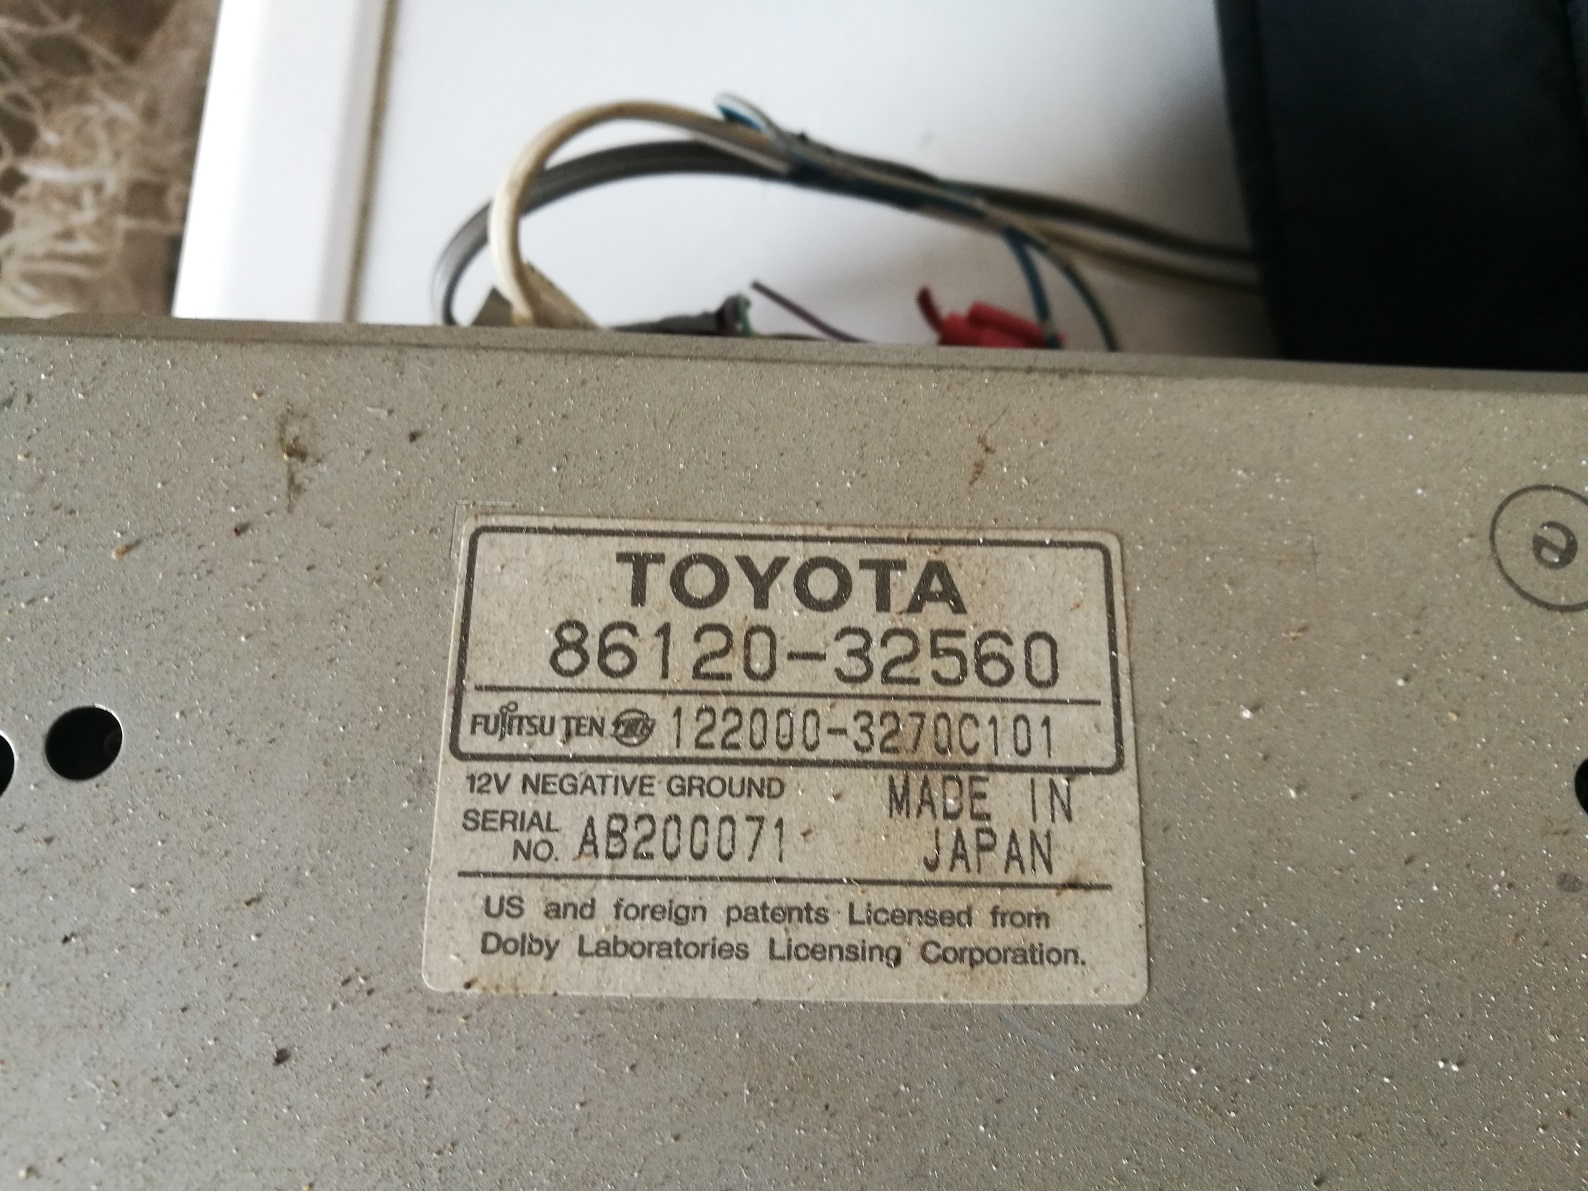 TOYOTA
86120-32560
FUJITSU TEN 122000-3270C101
12V NEGATIVE GROUND
MADE IN
SERIAL
NO. AB200071
JAPAN
US and foreign patents Licensed from
Dolby Laboratories Licensing Corporation.